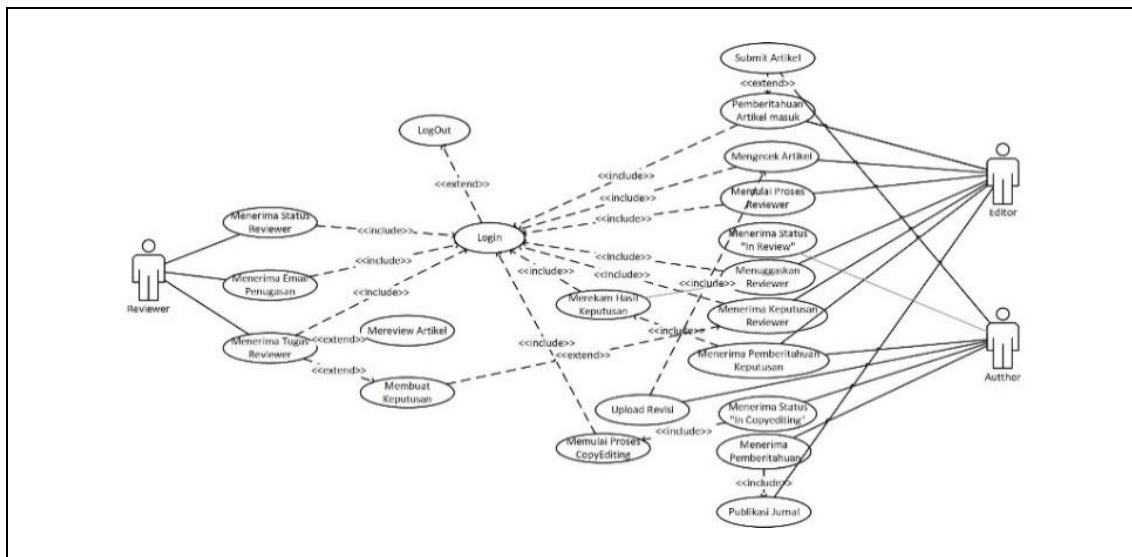 Submit Artikel
<<extend>>
Pemberitahuan
Artikel masuk
LogOut
Mengecek Artikel
<<extend>>
<<include>>
<<include>>
Memulai Proses
Reviewer
Editor
Menerima Status
Reviewer
<<include>>
<<include>>
Login
Menerima Status
"In Review"
<<include>>
Menuggaskan
Reviewer
<<include>>
<<include>>
<<include>>
Menerima Email
Penugasan
<<include>>
Merekam Hasil
Keputusan
Reviewer
<<include>>
Menerima Keputusan
Reviewer
Menerima Tugas
Reviewer
<<extend>>
Mereview Artikel
<<include>>
<<extend>>
Menerima Pemberitahuan
Keputusan
Autthor
<<extend>>
Membuat
Keputusan
Upload Revisi
Menerima Status
"In Copyediting"
<<include>>
Memulai Proses
CopyEditing
Menerima
Pemberitahuan
<<include>>
Publikasi Jurnal